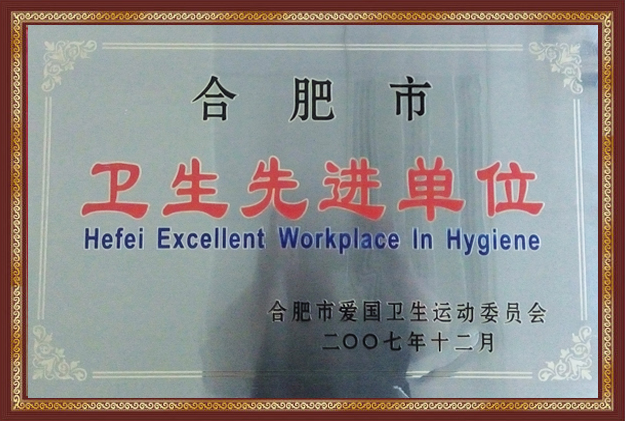 合肥市
卫生先进单位
Hefei Excellent Workplace In Hygiene
合肥市爱国卫生运动委员会
二〇〇七年十二月